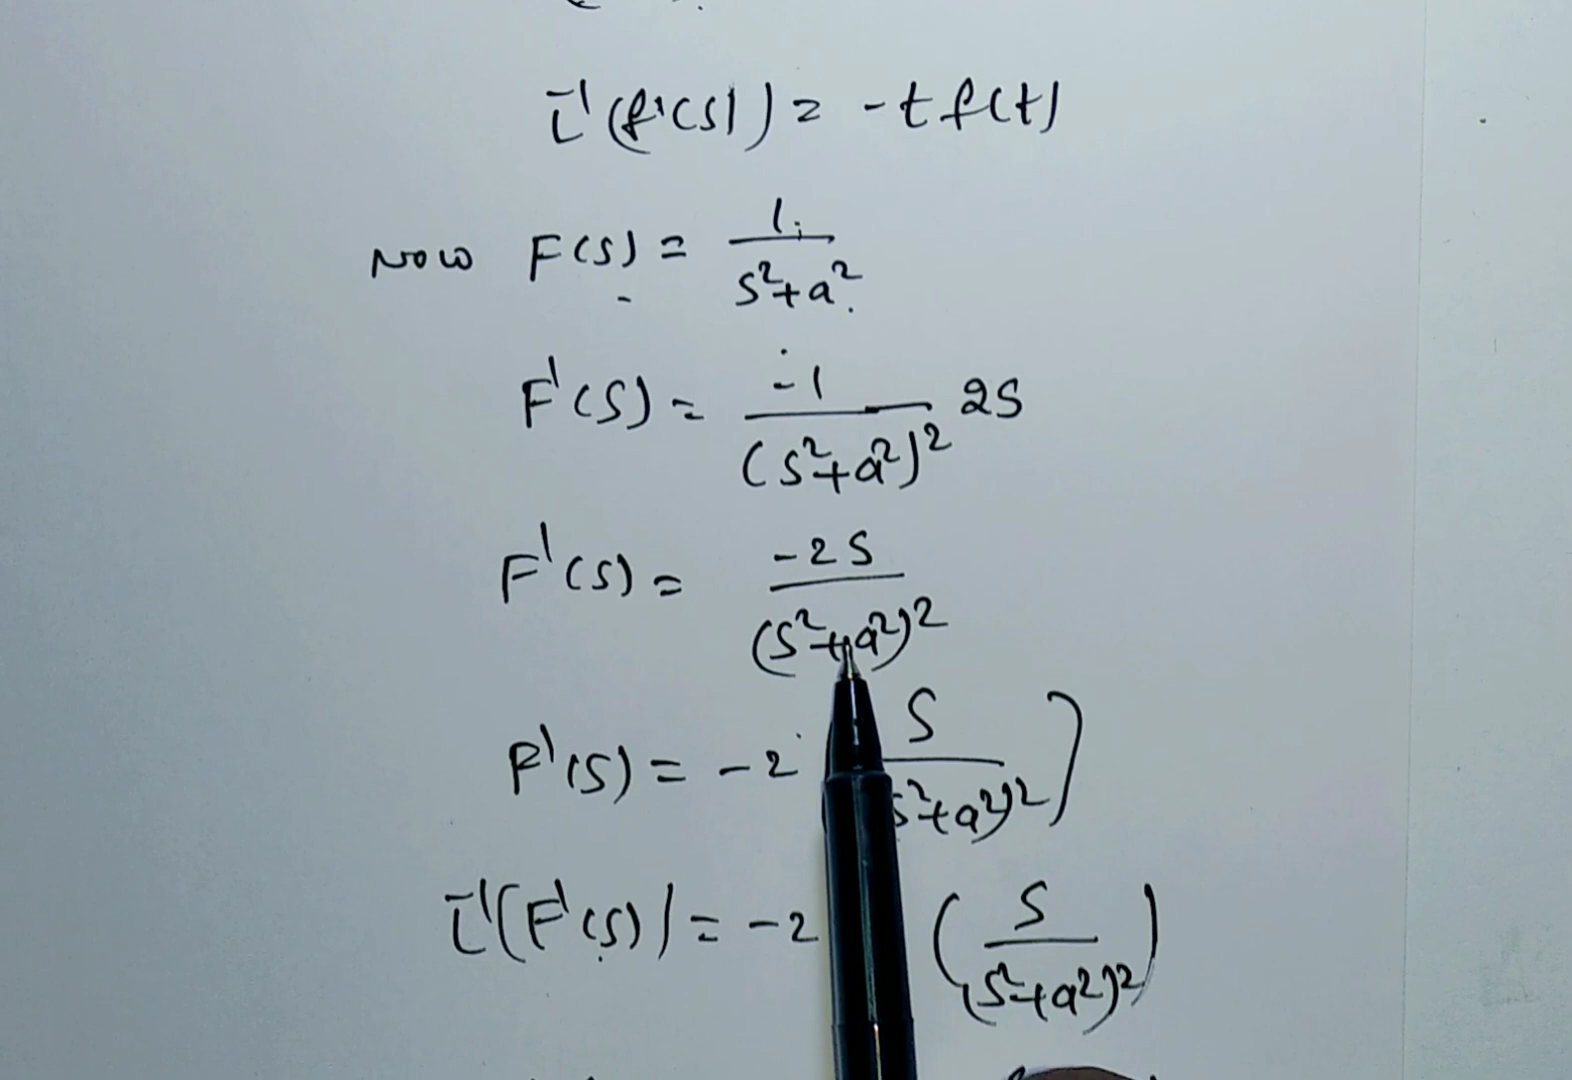 L⁻¹(f'(s)) = -t f(t)
Now F(s) = 1/(s²+a²)
F'(s) = -1/(s²+a²)² 2s
F'(s) = -2s/(s²+a²)²
F'(s) = -2 s/(s²+a²)² )
L⁻¹(F'(s)) = -2 (s/(s²+a²)²)